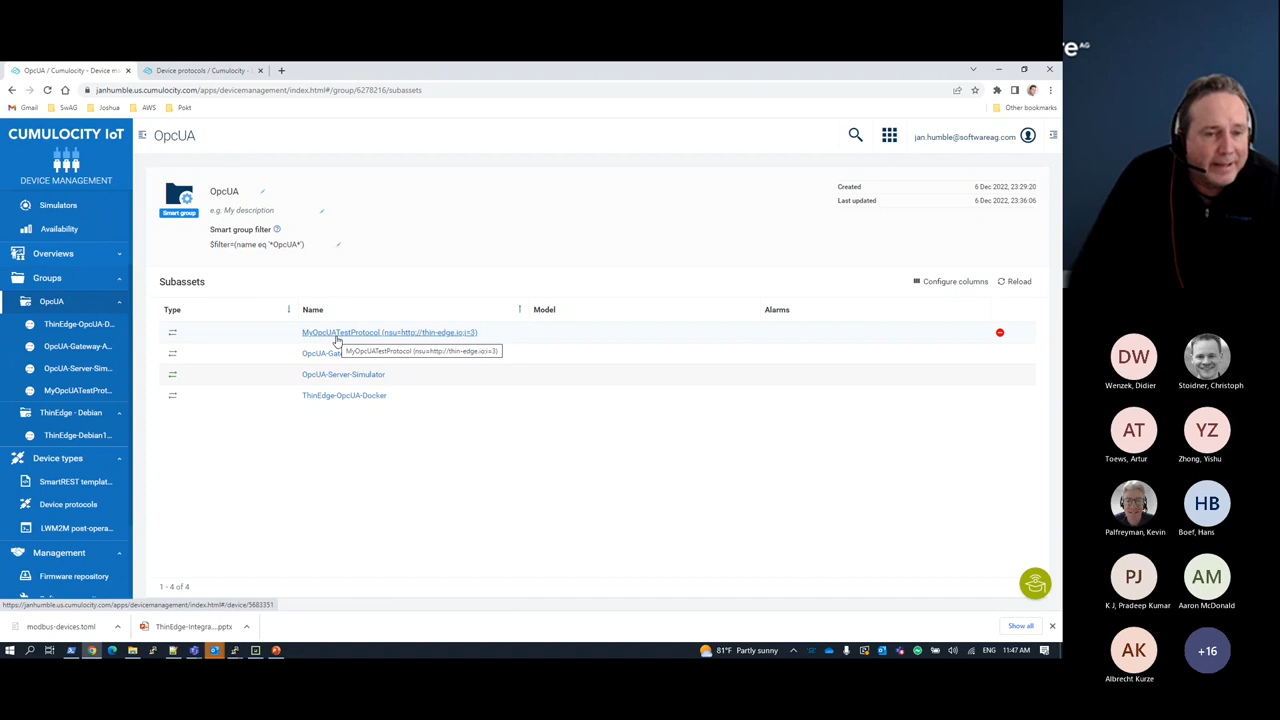 OpcUA / Cumulocity - Device ma
Device protocols / Cumulocity -
janhumble.us.cumulocity.com/apps/devicemanagement/index.html#/group/6278216/subassets
Gmail
SwAG
Joshua
AWS
Pokt
Other bookmarks
CUMULOCITY IoT
DEVICE MANAGEMENT
Simulators
Availability
Overviews
Groups
OpcUA
ThinEdge-OpcUA-D...
OpcUA-Gateway-A...
OpcUA-Server-Sim...
MyOpcUATestProt...
ThinEdge - Debian
ThinEdge-Debian1...
Device types
SmartREST templat...
Device protocols
LWM2M post-opera...
Management
Firmware repository
OpcUA
jan.humble@softwareag.com
OpcUA
Smart group
e.g. My description
Smart group filter
$filter=(name eq '*OpcUA*')
Created
6 Dec 2022, 23:29:20
Last updated
6 Dec 2022, 23:36:06
Subassets
Configure columns
Reload
Type
Name
Model
Alarms
MyOpcUATestProtocol (nsu=http://thin-edge.io;i=3)
OpcUA-Gate
MyOpcUATestProtocol (nsu=http://thin-edge.io;i=3)
OpcUA-Server-Simulator
ThinEdge-OpcUA-Docker
1 - 4 of 4
https://janhumble.us.cumulocity.com/apps/devicemanagement/index.html#/device/5683351
modbus-devices.toml
ThinEdge-Integra....pptx
Show all
81°F Partly sunny
ENG
11:47 AM
re AG
DW
Wenzek, Didier
Stoidner, Christoph
AT
Toews, Artur
YZ
Zhong, Yishu
Palfreyman, Kevin
HB
Boef, Hans
PJ
K J, Pradeep Kumar
AM
Aaron McDonald
AK
Albrecht Kurze
+16